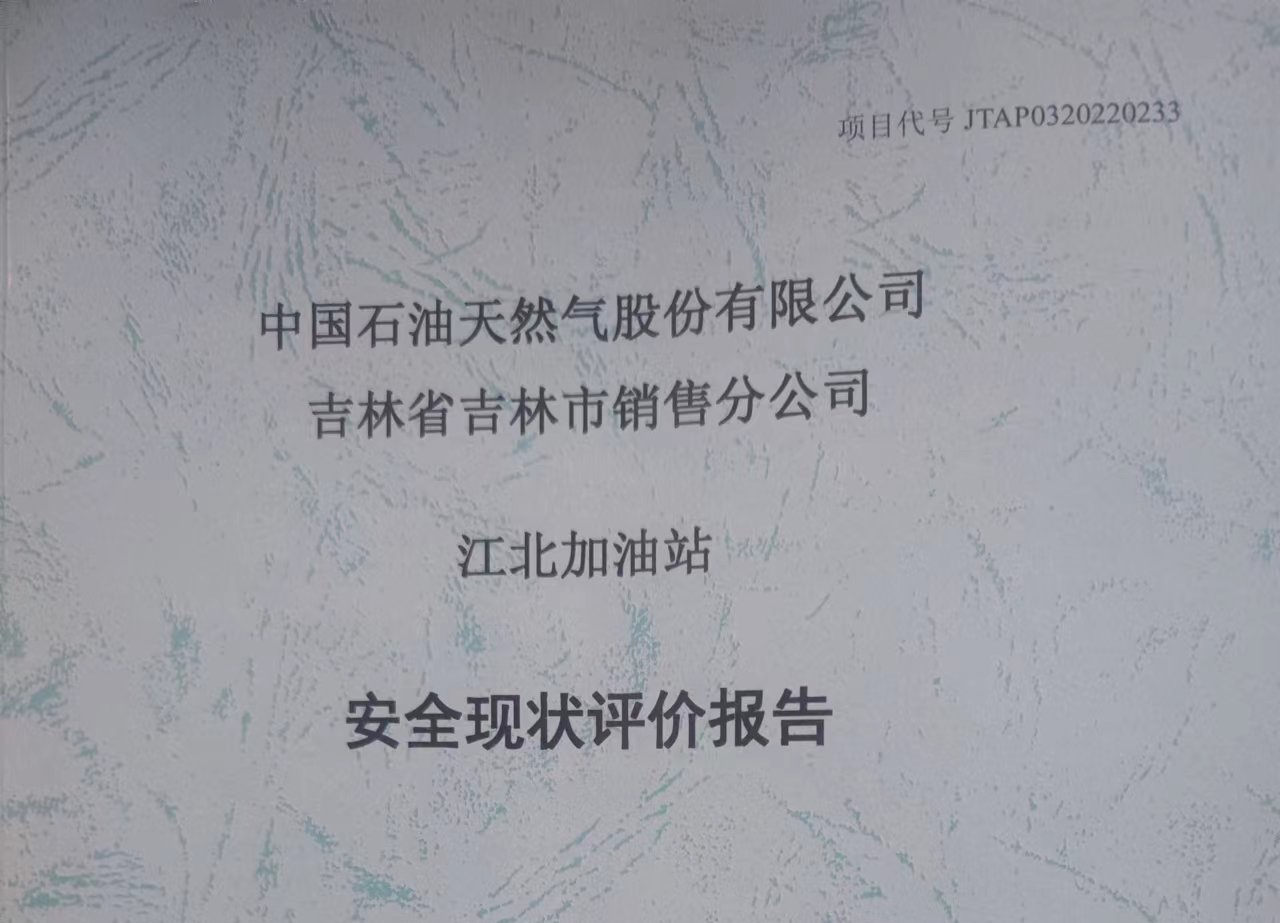 项目代号 JTAP0320220233
中国石油天然气股份有限公司
吉林省吉林市销售分公司
江北加油站
安全现状评价报告